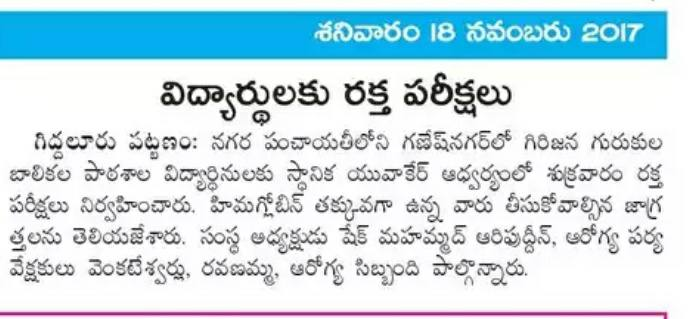 శనివారం 18 నవంబరు 2017
విద్యార్థులకు రక్త పరీక్షలు
గిద్దలూరు పట్టణం: నగర పంచాయతీలోని గణేష్‌నగర్‌లో గిరిజన గురుకుల
బాలికల పాఠశాల విద్యార్థినులకు స్థానిక యువాకేర్ ఆధ్వర్యంలో శుక్రవారం రక్త
పరీక్షలు నిర్వహించారు. హిమగ్లోబిన్ తక్కువగా ఉన్న వారు తీసుకోవాల్సిన జాగ్ర
త్తలను తెలియజేశారు. సంస్థ అధ్యక్షుడు షేక్ మహమ్మద్ ఆరిఫుద్దీన్, ఆరోగ్య పర్య
వేక్షకులు వెంకటేశ్వర్లు, రవణమ్మ, ఆరోగ్య సిబ్బంది పాల్గొన్నారు.